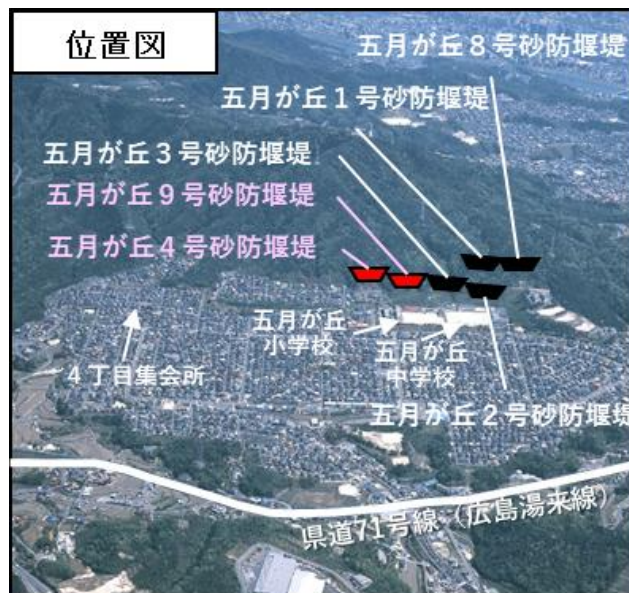 位置図
五月が丘８号砂防堰堤
五月が丘１号砂防堰堤
五月が丘３号砂防堰堤
五月が丘９号砂防堰堤
五月が丘４号砂防堰堤
五月が丘
小学校
五月が丘
中学校
４丁目集会所
五月が丘２号砂防堰堤
県道71号線（広島湯来線）